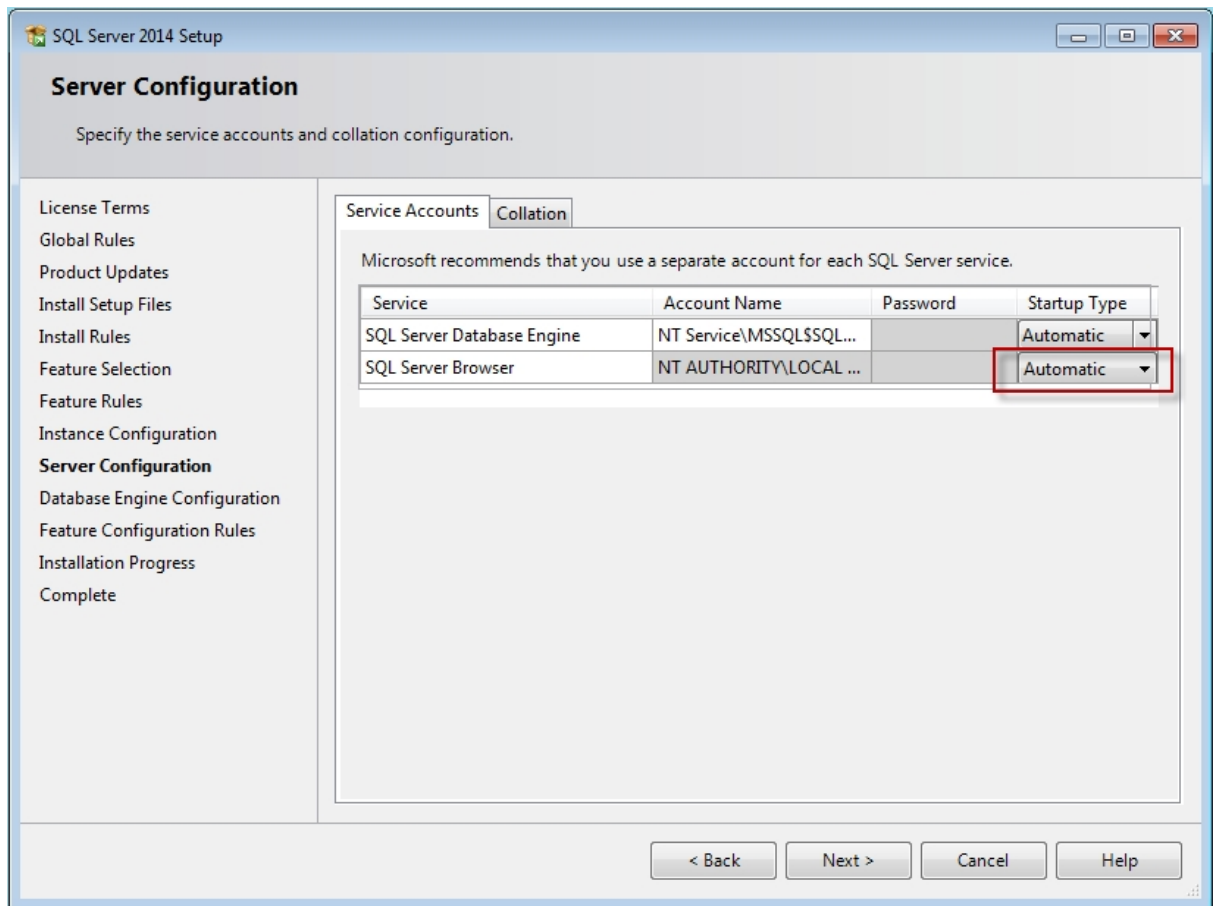 SQL Server 2014 Setup
Server Configuration
Specify the service accounts and collation configuration.
License Terms
Global Rules
Product Updates
Install Setup Files
Install Rules
Feature Selection
Feature Rules
Instance Configuration
Server Configuration
Database Engine Configuration
Feature Configuration Rules
Installation Progress
Complete
Service Accounts Collation
Microsoft recommends that you use a separate account for each SQL Server service.
Service Account Name Password Startup Type
SQL Server Database Engine NT Service\MSSQL$SQL... Automatic
SQL Server Browser NT AUTHORITY\LOCAL ... Automatic
< Back Next > Cancel Help